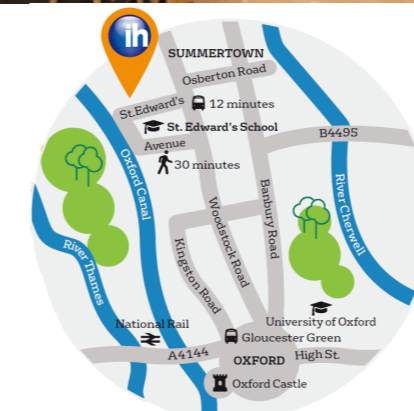 ih
SUMMERTOWN
Osberton Road
St.Edward's
12 minutes
St. Edward's School
B4495
Avenue
30 minutes
Oxford Canal
River Cherwell
Banbury Road
Woodstock Road
Kingston Road
River Thames
University of Oxford
National Rail
Gloucester Green
A4144
OXFORD
High St.
Oxford Castle